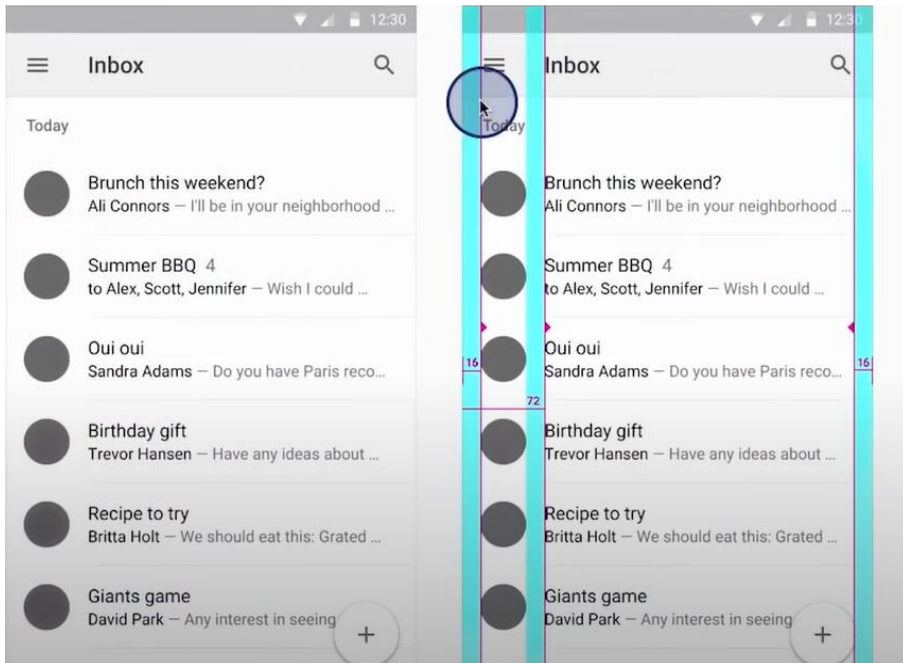 12:30
Inbox
Today
Brunch this weekend?
Ali Connors — I'll be in your neighborhood ...
Summer BBQ 4
to Alex, Scott, Jennifer — Wish I could ...
Oui oui
Sandra Adams — Do you have Paris reco...
Birthday gift
Trevor Hansen — Have any ideas about ...
Recipe to try
Britta Holt — We should eat this: Grated ...
Giants game
David Park — Any interest in seeing
12:30
Inbox
Today
Brunch this weekend?
Ali Connors — I'll be in your neighborhood ...
Summer BBQ 4
to Alex, Scott, Jennifer — Wish I could ...
Oui oui
16
16
Sandra Adams — Do you have Paris reco...
72
Birthday gift
Trevor Hansen — Have any ideas about ...
Recipe to try
Britta Holt — We should eat this: Grated ...
Giants game
David Park — Any interest in seeing